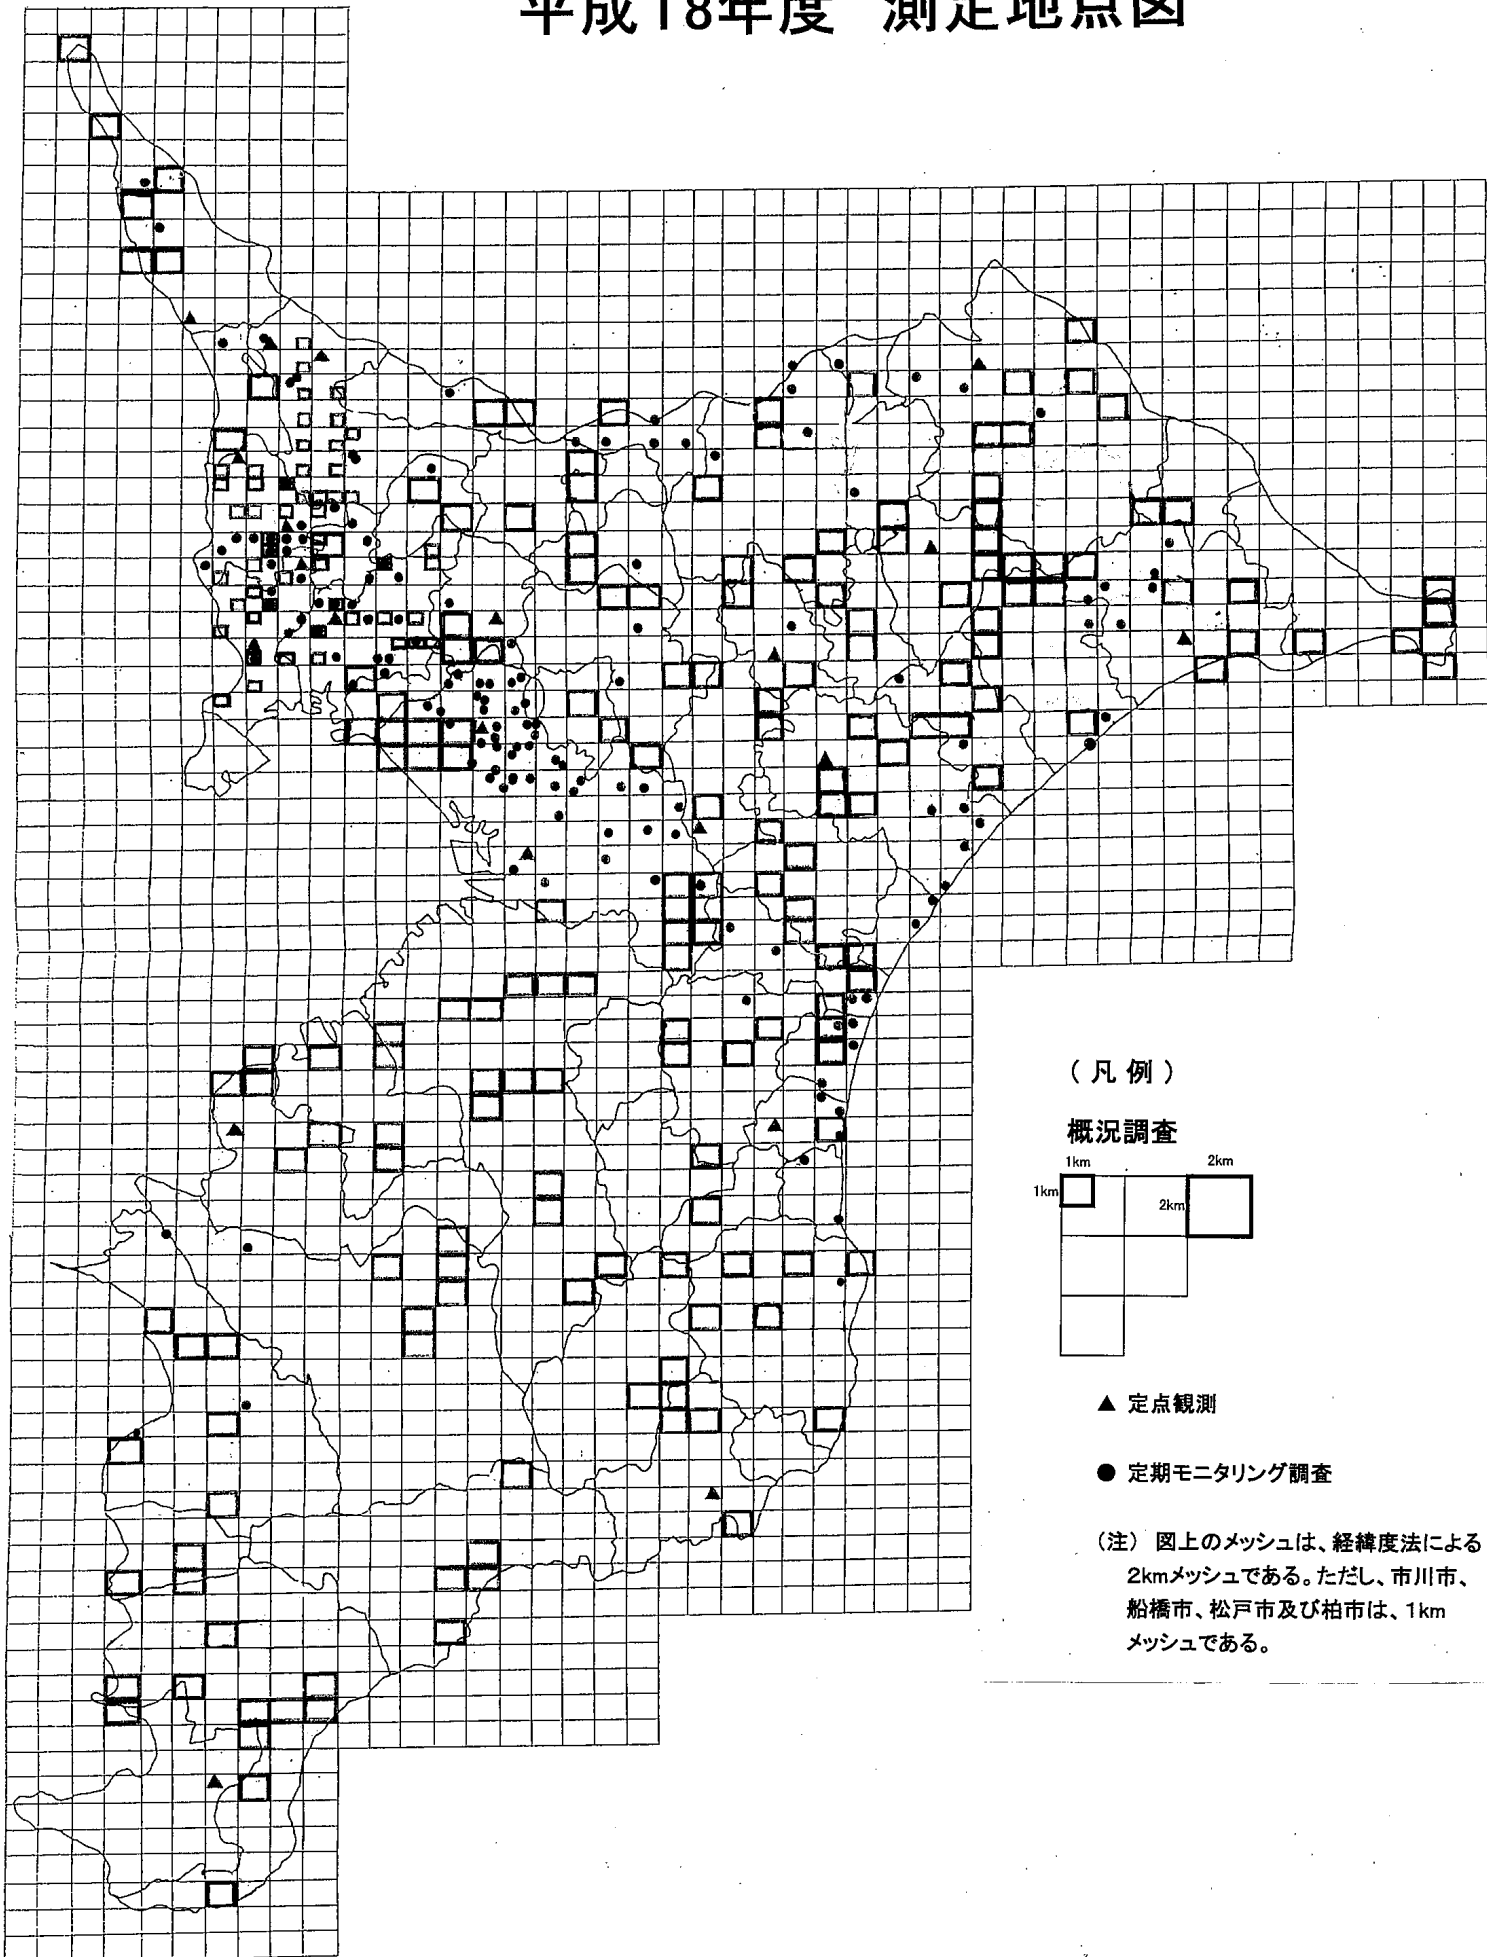 平成18年度 測定地点図
(凡例)
概況調査
1km
2km
1km
2km
▲ 定点観測
● 定期モニタリング調査
(注) 図上のメッシュは、経緯度法による
2kmメッシュである。ただし、市川市、
船橋市、松戸市及び柏市は、1km
メッシュである。